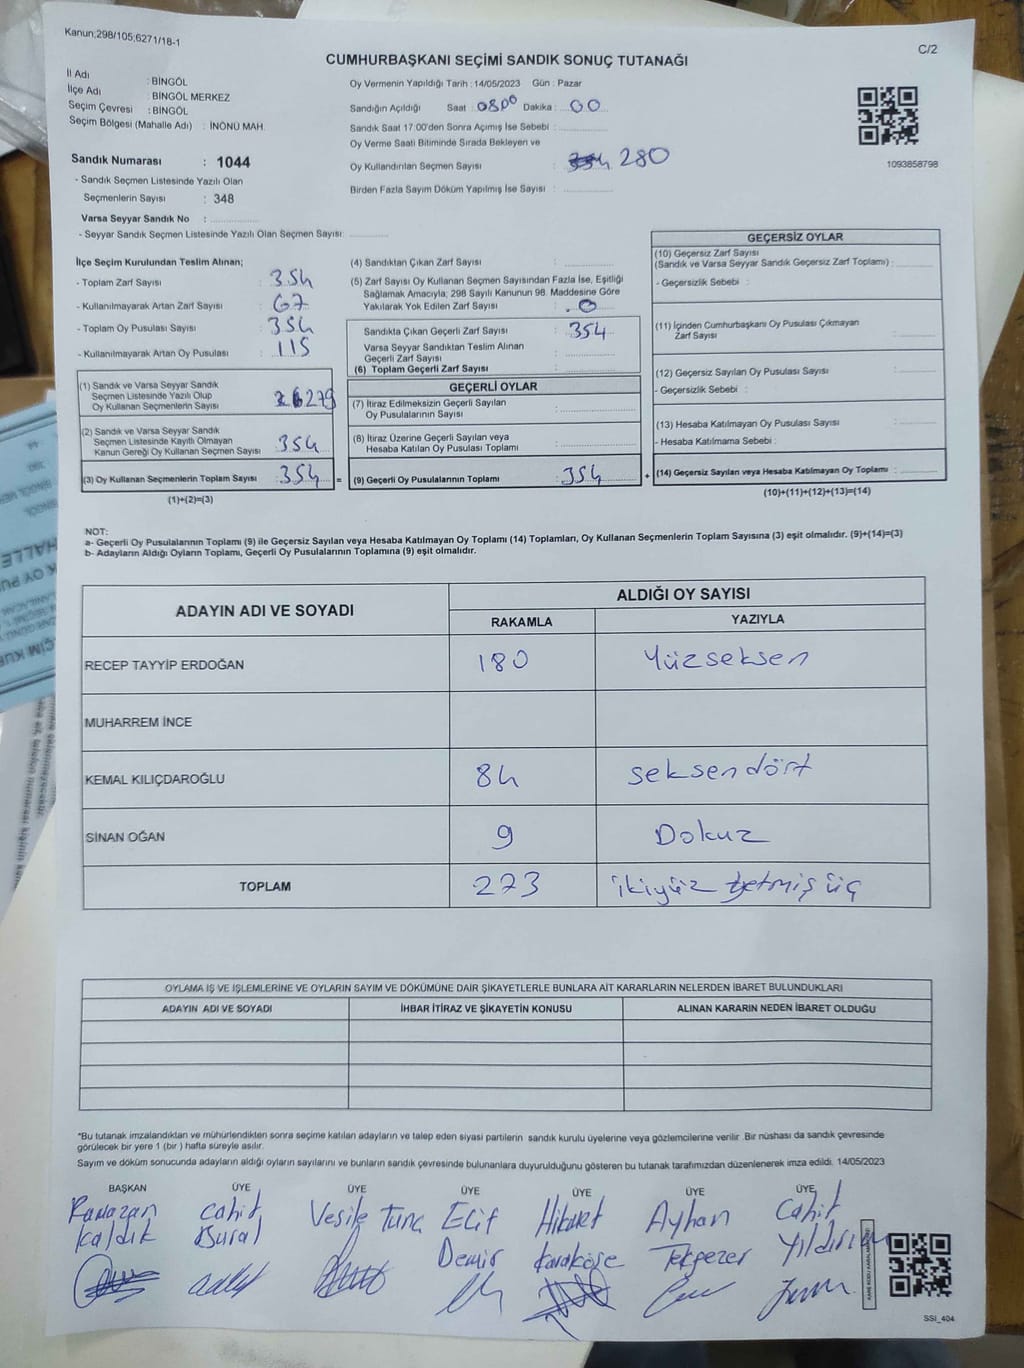 Kanun;298/105;6271/18-1
C/2
CUMHURBAŞKANI SEÇİMİ SANDIK SONUÇ TUTANAĞI
İl Adı : BİNGÖL
İlçe Adı : BİNGÖL MERKEZ
Seçim Çevresi : BİNGÖL
Seçim Bölgesi (Mahalle Adı) : İNÖNÜ MAH.
Oy Vermenin Yapıldığı Tarih : 14/05/2023 Gün : Pazar
Sandığın Açıldığı Saat : 0800 Dakika : 00
Sandık Saat 17:00'den Sonra Açımış İse Sebebi :
Oy Verme Saati Bitiminde Sırada Bekleyen ve
Oy Kullandırılan Seçmen Sayısı : 280
Birden Fazla Sayım Döküm Yapılmış İse Sayısı :
1093858798
Sandık Numarası : 1044
- Sandık Seçmen Listesinde Yazılı Olan
Seçmenlerin Sayısı : 348
Varsa Seyyar Sandık No :
- Seyyar Sandık Seçmen Listesinde Yazılı Olan Seçmen Sayısı:
İlçe Seçim Kurulundan Teslim Alınan;
- Toplam Zarf Sayısı : 354
- Kullanılmayarak Artan Zarf Sayısı : 67
- Toplam Oy Pusulası Sayısı : 354
- Kullanılmayarak Artan Oy Pusulası : 115
(1) Sandık ve Varsa Seyyar Sandık
Seçmen Listesinde Yazılı Olup
Oy Kullanan Seçmenlerin Sayısı 279
(2) Sandık ve Varsa Seyyar Sandık
Seçmen Listesinde Kayıtlı Olmayan
Kanun Gereği Oy Kullanan Seçmen Sayısı : 354
(3) Oy Kullanan Seçmenlerin Toplam Sayısı : 354 =
(1)+(2)=(3)
(4) Sandıktan Çıkan Zarf Sayısı :
(5) Zarf Sayısı Oy Kullanan Seçmen Sayısından Fazla İse, Eşitliği
Sağlamak Amacıyla; 298 Sayılı Kanunun 98. Maddesine Göre
Yakılarak Yok Edilen Zarf Sayısı : 0
Sandıkta Çıkan Geçerli Zarf Sayısı : 354
Varsa Seyyar Sandıktan Teslim Alınan
Geçerli Zarf Sayısı :
(6) Toplam Geçerli Zarf Sayısı :
GEÇERLİ OYLAR
(7) İtiraz Edilmeksizin Geçerli Sayılan
Oy Pusulalarının Sayısı :
(8) İtiraz Üzerine Geçerli Sayılan veya
Hesaba Katılan Oy Pusulası Toplamı :
(9) Geçerli Oy Pusulalarının Toplamı : 354 +
GEÇERSİZ OYLAR
(10) Geçersiz Zarf Sayısı
(Sandık ve Varsa Seyyar Sandık Geçersiz Zarf Toplamı) :
- Geçersizlik Sebebi :
(11) İçinden Cumhurbaşkanı Oy Pusulası Çıkmayan
Zarf Sayısı :
(12) Geçersiz Sayılan Oy Pusulası Sayısı :
- Geçersizlik Sebebi :
(13) Hesaba Katılmayan Oy Pusulası Sayısı :
- Hesaba Katılmama Sebebi :
(14) Geçersiz Sayılan veya Hesaba Katılmayan Oy Toplamı :
(10)+(11)+(12)+(13)=(14)
NOT:
a- Geçerli Oy Pusulalarının Toplamı (9) ile Geçersiz Sayılan veya Hesaba Katılmayan Oy Toplamı (14) Toplamları, Oy Kullanan Seçmenlerin Toplam Sayısına (3) eşit olmalıdır. (9)+(14)=(3)
b- Adayların Aldığı Oyların Toplamı, Geçerli Oy Pusulalarının Toplamına (9) eşit olmalıdır.
ADAYIN ADI VE SOYADI ALDIĞI OY SAYISI
RAKAMLA YAZIYLA
RECEP TAYYİP ERDOĞAN 180 Yüzseksen
MUHARREM İNCE
KEMAL KILIÇDAROĞLU 84 seksendört
SİNAN OĞAN 9 Dokuz
TOPLAM 273 ikiyüz yetmiş üç
OYLAMA İŞ VE İŞLEMLERİNE VE OYLARIN SAYIM VE DÖKÜMÜNE DAİR ŞİKAYETLERLE BUNLARA AİT KARARLARIN NELERDEN İBARET BULUNDUKLARI
ADAYIN ADI VE SOYADI İHBAR İTİRAZ VE ŞİKAYETİN KONUSU ALINAN KARARIN NEDEN İBARET OLDUĞU
*Bu tutanak imzalandıktan ve mühürlendikten sonra seçime katılan adayların ve talep eden siyasi partilerin sandık kurulu üyelerine veya gözlemcilerine verilir. Bir nüshası da sandık çevresinde
görülecek bir yere 1 (bir ) hafta süreyle asılır.
Sayım ve döküm sonucunda adayların aldığı oyların sayılarını ve bunların sandık çevresinde bulunanlara duyurulduğunu gösteren bu tutanak tarafımızdan düzenlenerek imza edildi. 14/05/2023
BAŞKAN ÜYE ÜYE ÜYE ÜYE ÜYE ÜYE
Ramazan Cahit Vesile Tunç Elif Hikmet Ayhan Cahit
Kaldık Bural Demir Karaköse Tekgezer Yıldırım
SSI_404